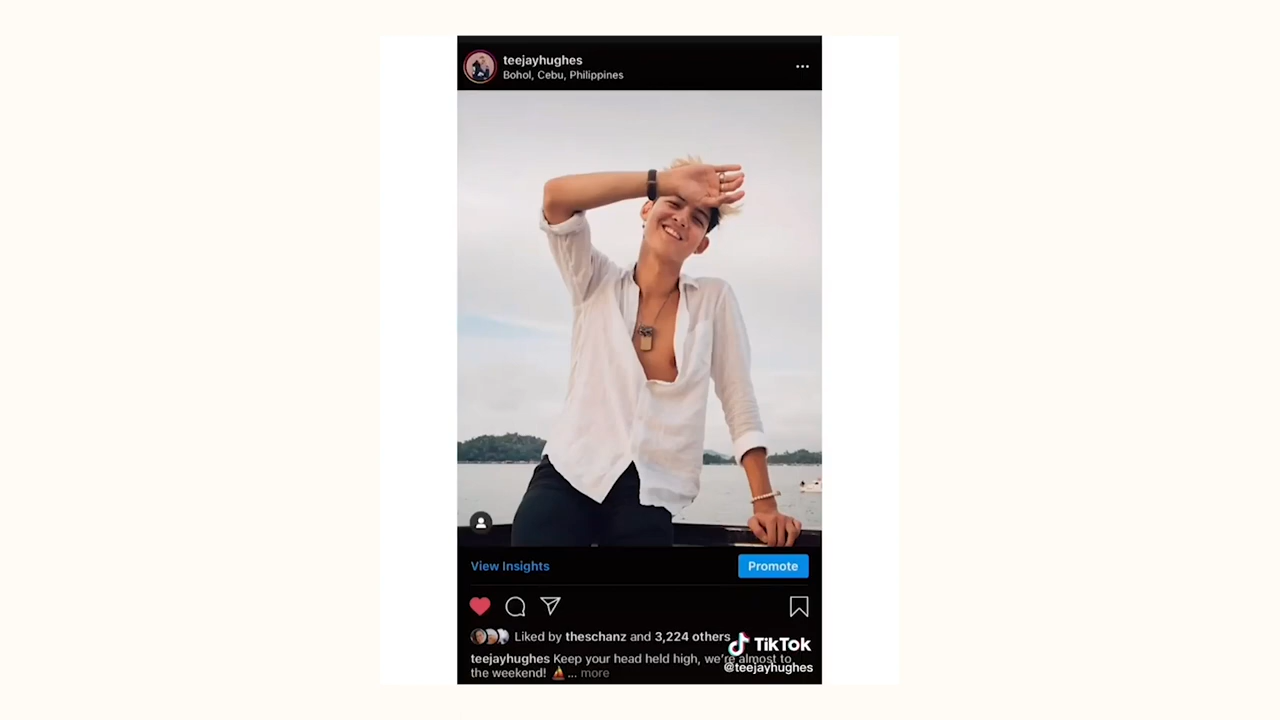 teejayhughes
Bohol, Cebu, Philippines
View Insights
Promote
Liked by theschanz and 3,224 others
TikTok
teejayhughes Keep your head held high, we're almost to
@teejayhughes
the weekend! ⛵ ... more